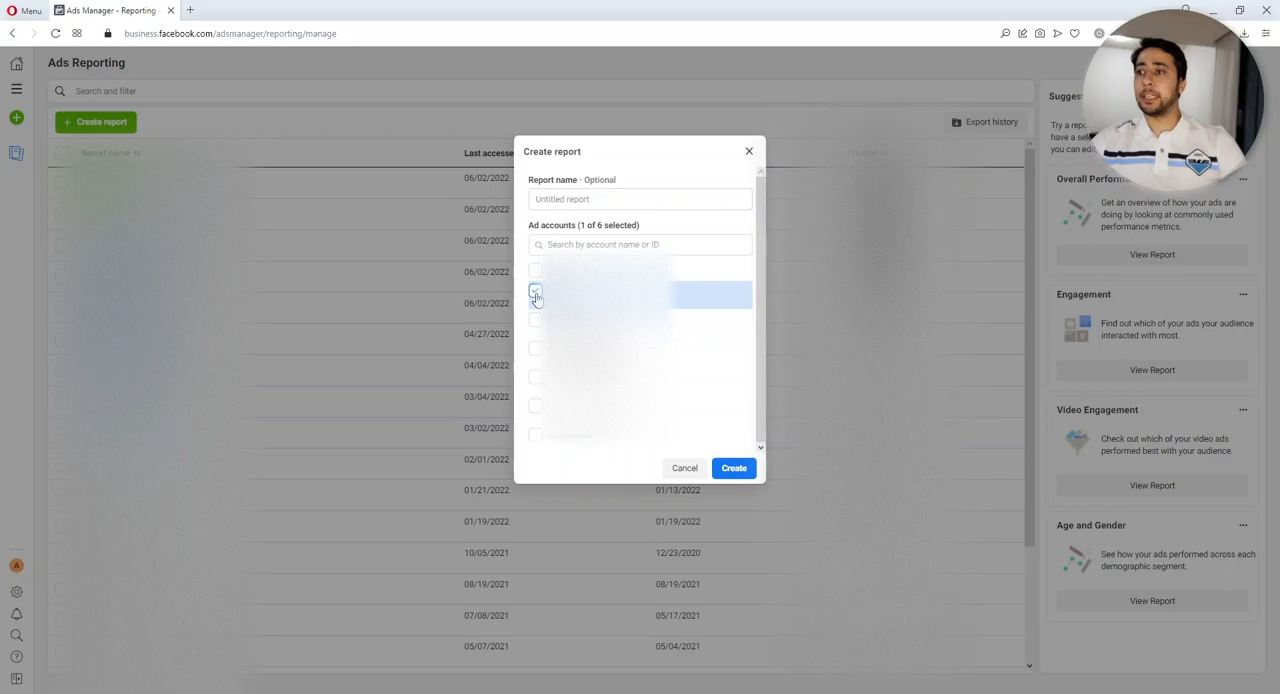 Menu
Ads Manager - Reporting
business.facebook.com/adsmanager/reporting/manage
Ads Reporting
Search and filter
+ Create report
Export history
Report name
Last accesse
Created
06/02/2022
06/02/2022
06/02/2022
06/02/2022
06/02/2022
04/27/2022
04/04/2022
03/04/2022
03/02/2022
02/01/2022
01/21/2022 01/13/2022
01/19/2022 01/19/2022
10/05/2021 12/23/2020
08/19/2021 08/19/2021
07/08/2021 05/17/2021
05/07/2021 05/04/2021
Create report
Report name · Optional
Untitled report
Ad accounts (1 of 6 selected)
Search by account name or ID
Cancel
Create
Sugges
Try a repo
have a sele
you can edi
Overall Performa
Get an overview of how your ads are
doing by looking at commonly used
performance metrics.
View Report
Engagement
Find out which of your ads your audience
interacted with most.
View Report
Video Engagement
Check out which of your video ads
performed best with your audience.
View Report
Age and Gender
See how your ads performed across each
demographic segment.
View Report
A